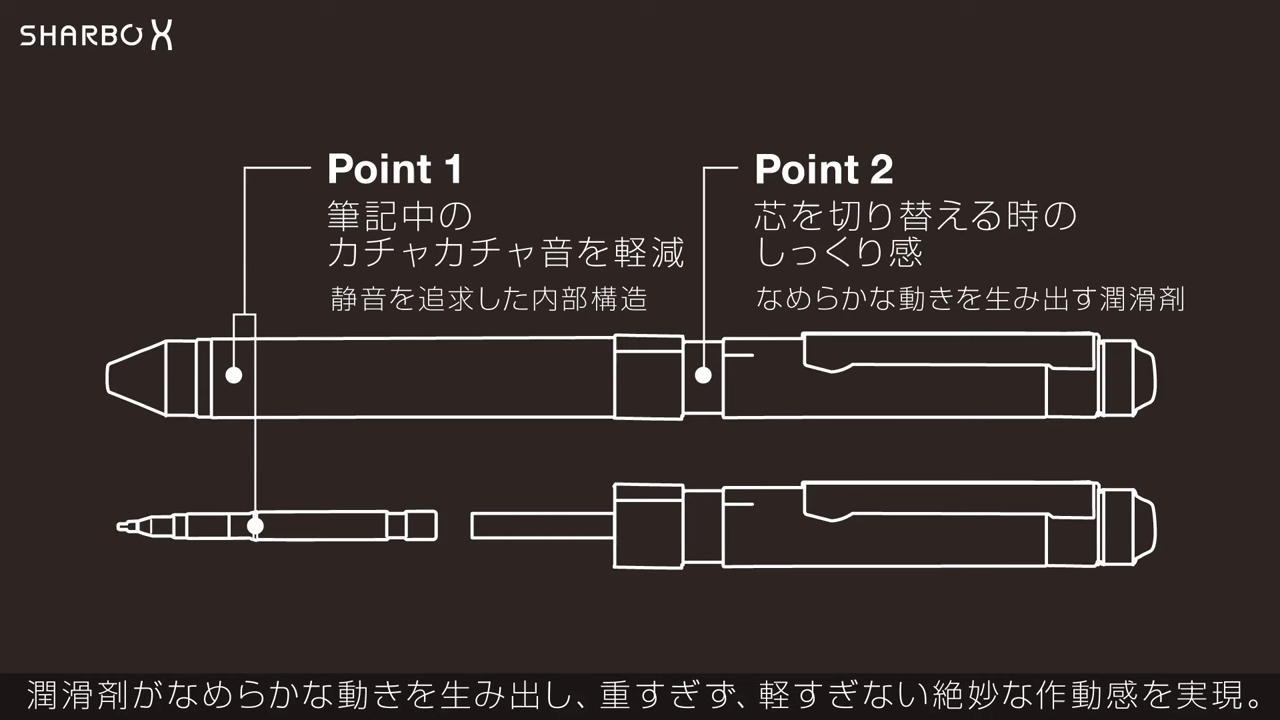 SHARBO X
Point 1
筆記中の
カチャカチャ音を軽減
静音を追求した内部構造
Point 2
芯を切り替える時の
しっくり感
なめらかな動きを生み出す潤滑剤
潤滑剤がなめらかな動きを生み出し、重すぎず、軽すぎない絶妙な作動感を実現。